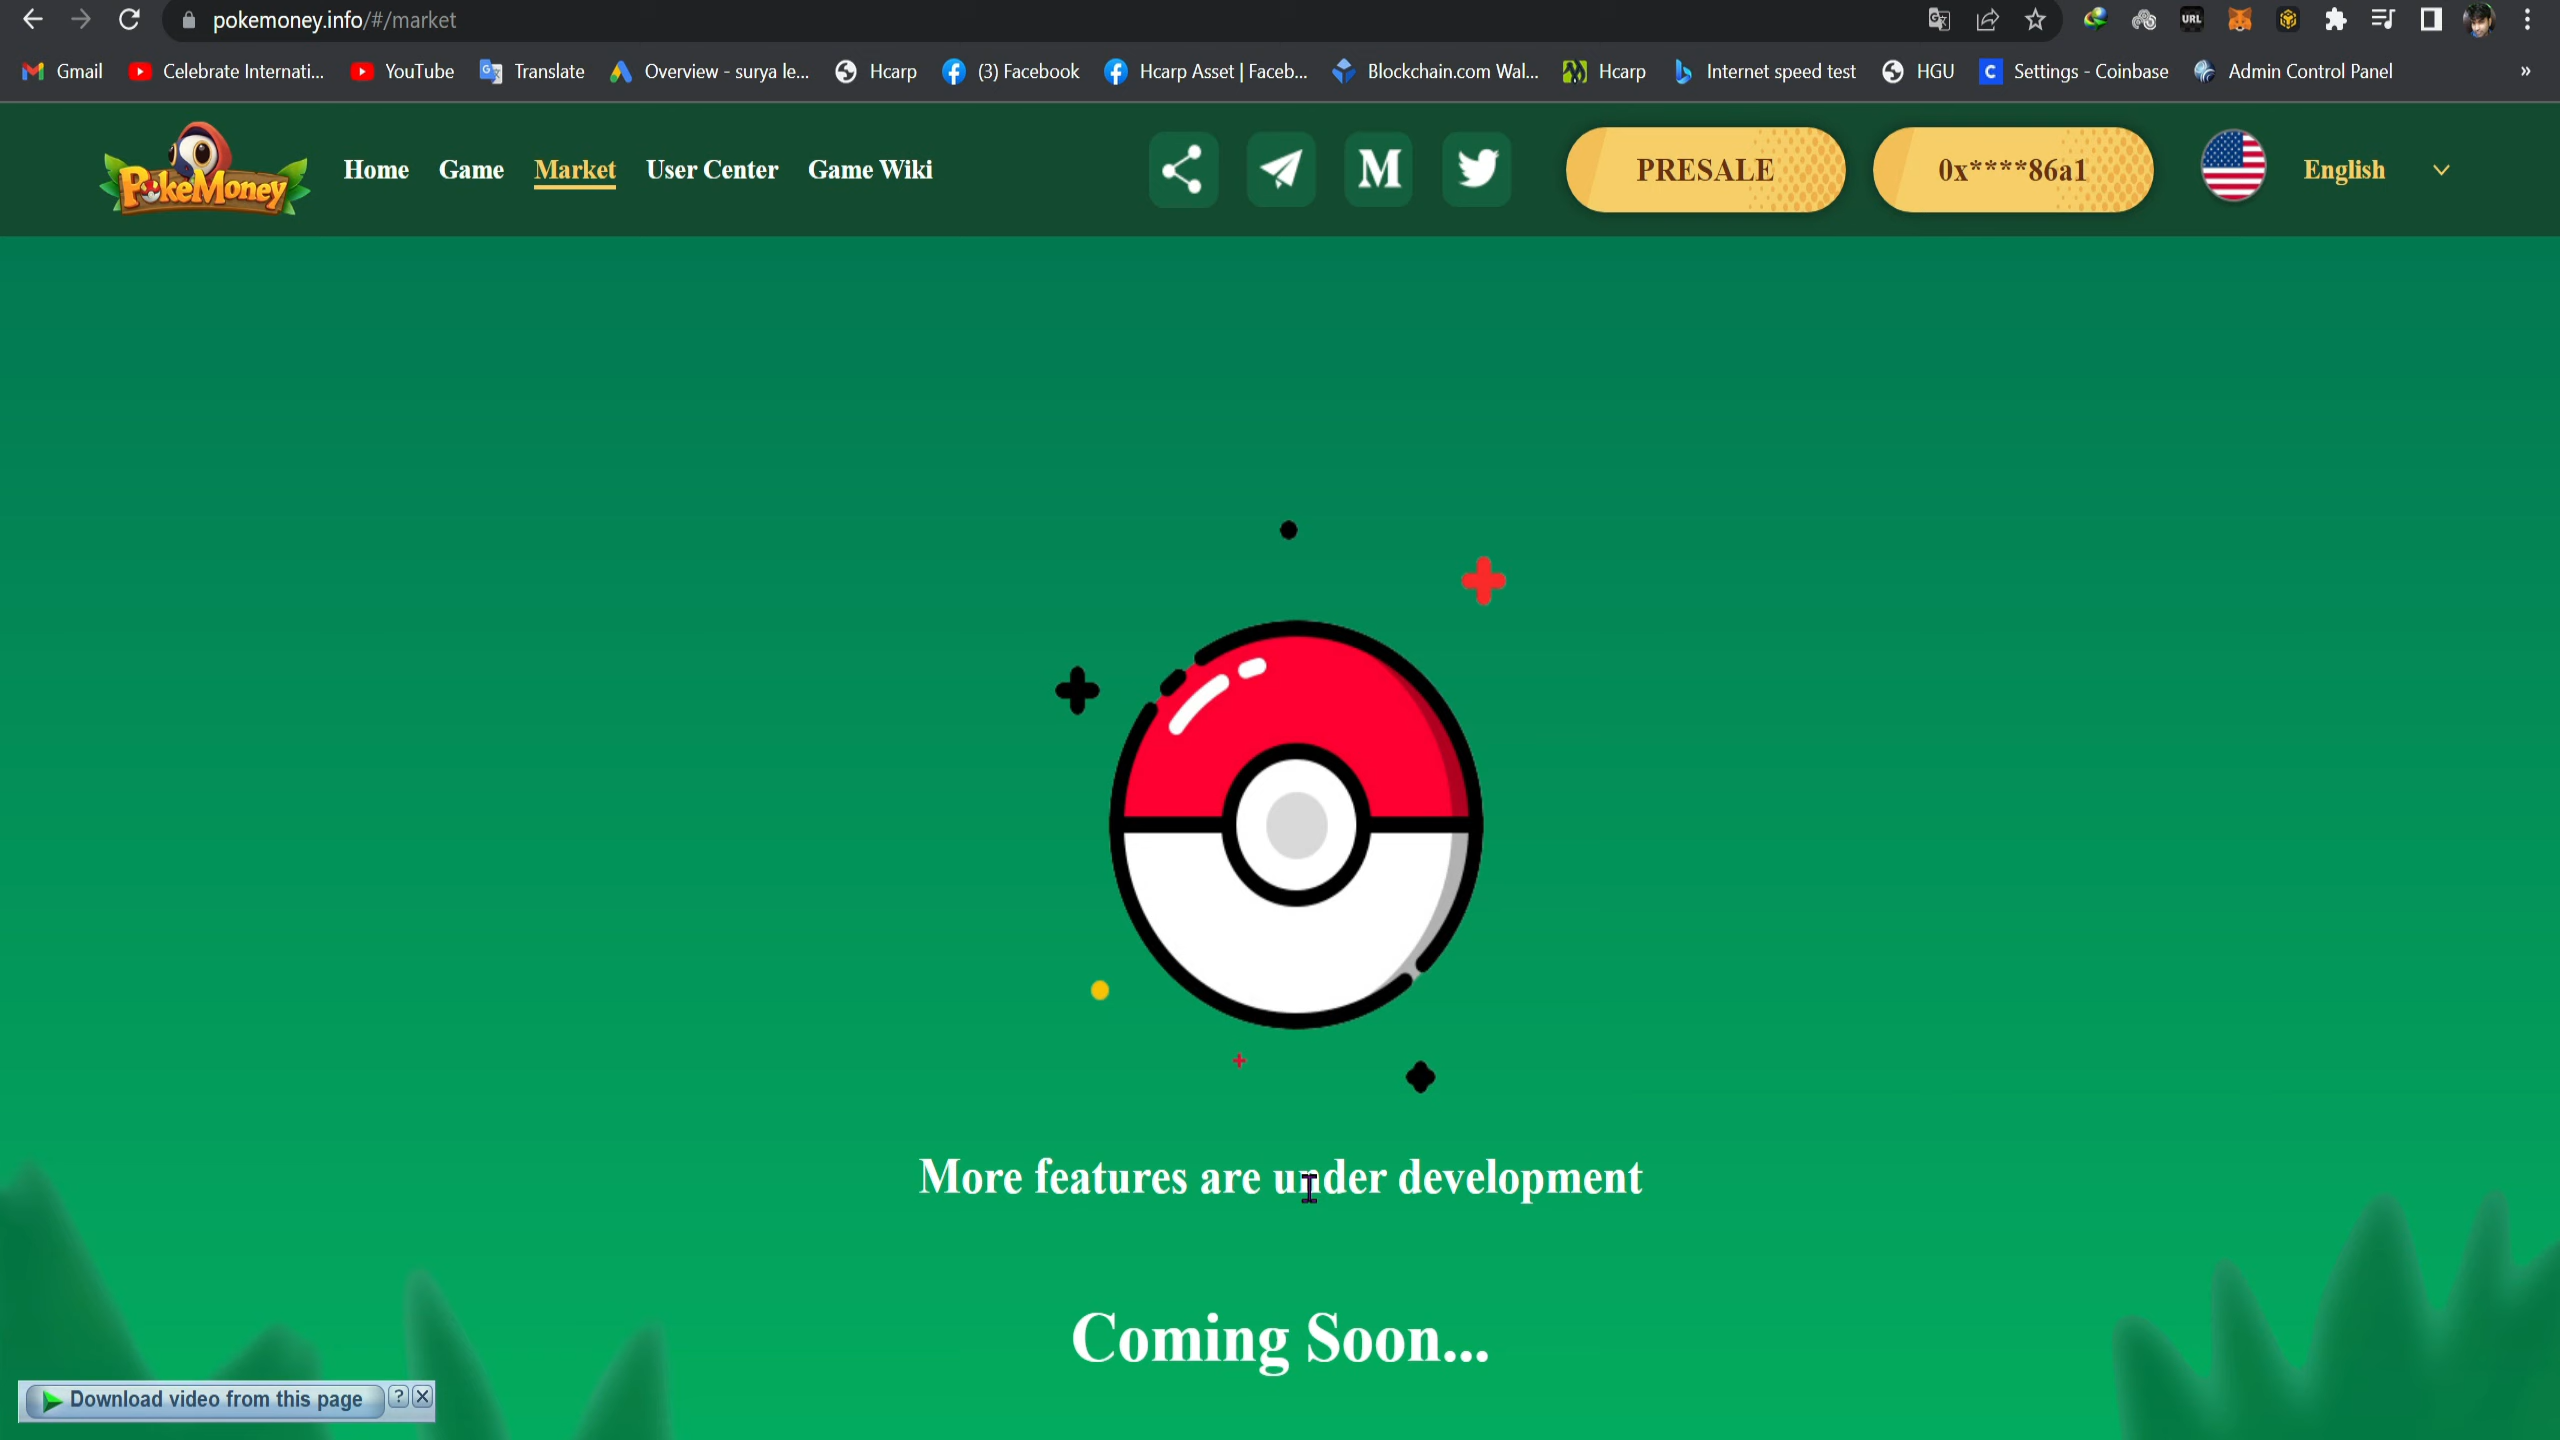 pokemoney.info/#/market
URL
Gmail
Celebrate Internati...
YouTube
Translate
Overview - surya le...
Hcarp
(3) Facebook
Hcarp Asset | Faceb...
Blockchain.com Wal...
Hcarp
Internet speed test
HGU
Settings - Coinbase
Admin Control Panel
»
PokeMoney
Home
Game
Market
User Center
Game Wiki
M
PRESALE
0x****86a1
English
More features are under development
Coming Soon...
Download video from this page
?